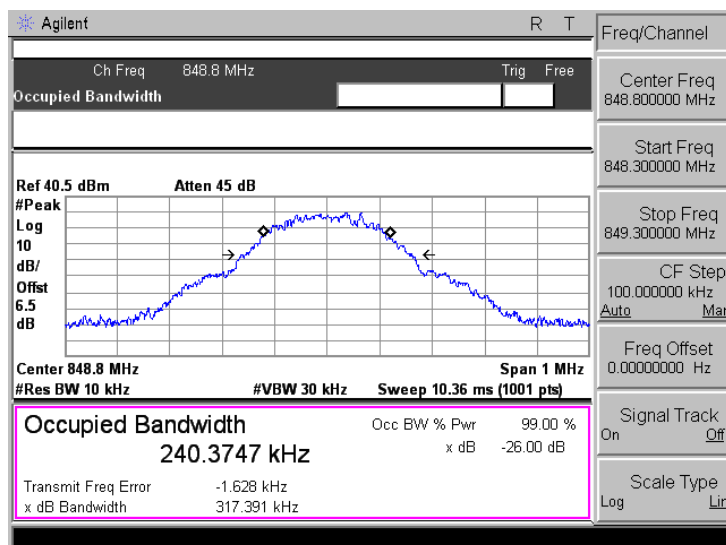 Agilent R T
Ch Freq 848.8 MHz Trig Free
Occupied Bandwidth
Ref 40.5 dBm Atten 45 dB
#Peak
Log
10
dB/
Offst
6.5
dB
Center 848.8 MHz Span 1 MHz
#Res BW 10 kHz #VBW 30 kHz Sweep 10.36 ms (1001 pts)
Occupied Bandwidth Occ BW % Pwr 99.00 %
240.3747 kHz x dB -26.00 dB
Transmit Freq Error -1.628 kHz
x dB Bandwidth 317.391 kHz
Freq/Channel
Center Freq
848.800000 MHz
Start Freq
848.300000 MHz
Stop Freq
849.300000 MHz
CF Step
100.000000 kHz
Auto Man
Freq Offset
0.00000000 Hz
Signal Track
On Off
Scale Type
Log Lin